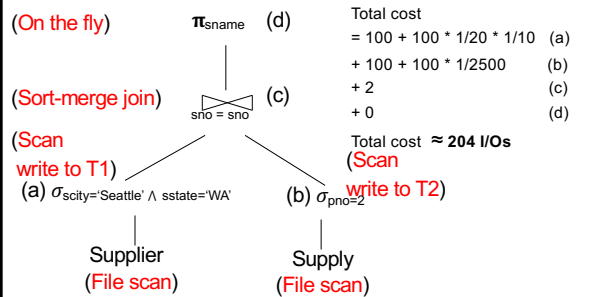 (On the fly) πsname (d)
(Sort-merge join) sno = sno (c)
(Scan
write to T1)
(a) σscity=‘Seattle’ ∧ sstate=‘WA’
(b) σpno=2
(Scan
write to T2)
Supplier
(File scan)
Supply
(File scan)
Total cost
= 100 + 100 * 1/20 * 1/10 (a)
+ 100 + 100 * 1/2500 (b)
+ 2 (c)
+ 0 (d)
Total cost ≈ 204 I/Os